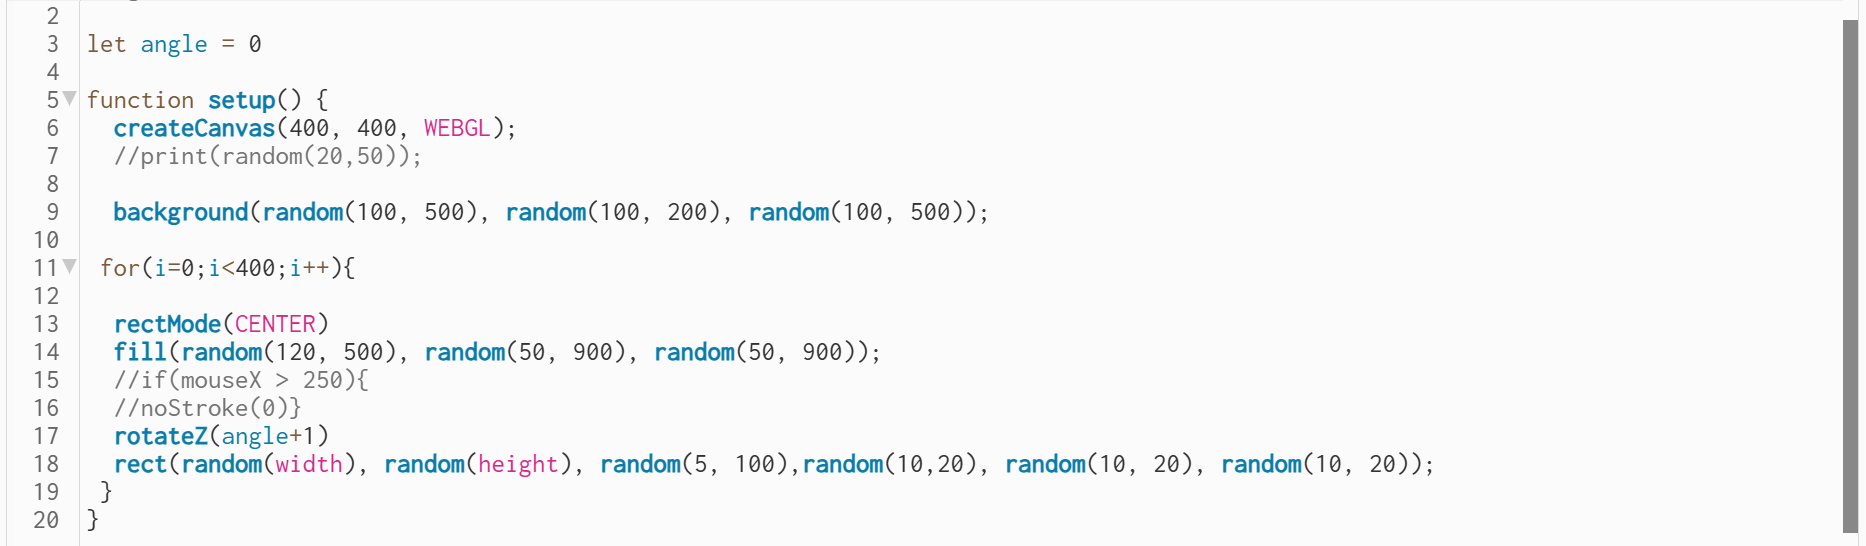 2
3 let angle = 0
4
5 function setup() {
6 createCanvas(400, 400, WEBGL);
7 //print(random(20,50));
8
9 background(random(100, 500), random(100, 200), random(100, 500));
10
11 for(i=0;i<400;i++){
12
13 rectMode(CENTER)
14 fill(random(120, 500), random(50, 900), random(50, 900));
15 //if(mouseX > 250){
16 //noStroke(0)}
17 rotateZ(angle+1)
18 rect(random(width), random(height), random(5, 100),random(10,20), random(10, 20), random(10, 20));
19 }
20 }